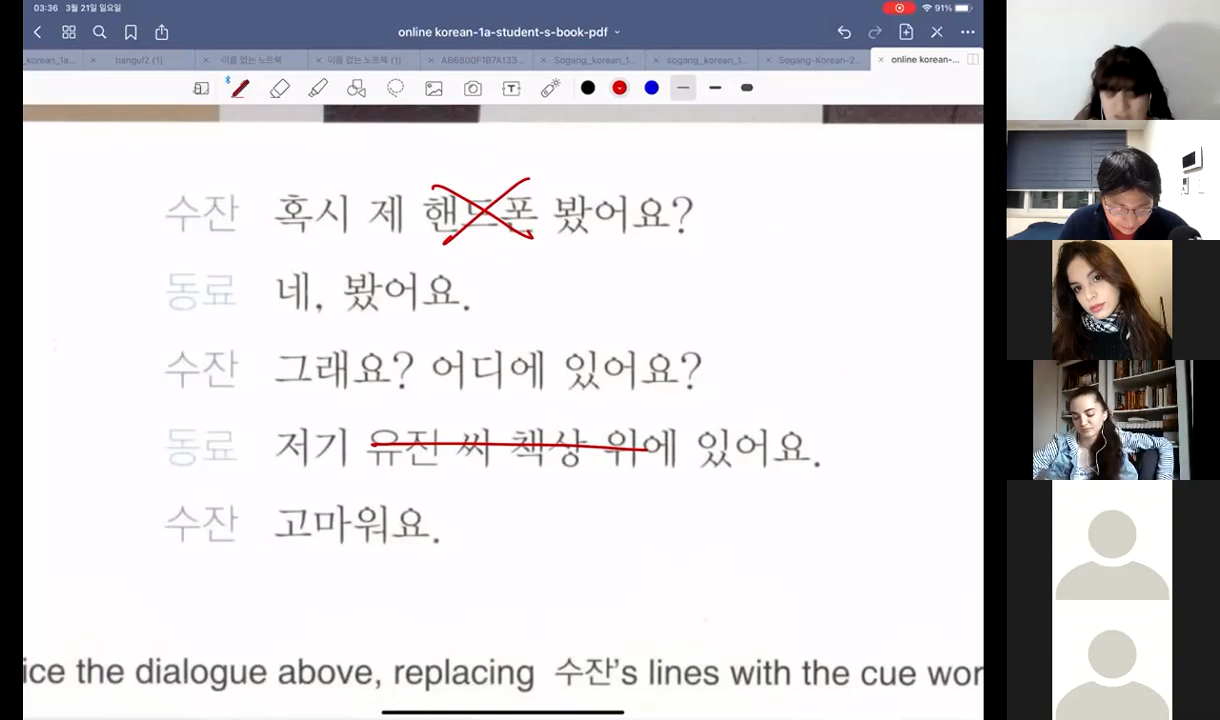 03:36 3월 21일 일요일
91%
online korean-1a-student-s-book-pdf
_korean_1a... hangul2 (1) 이름 없는 노트북 이름 없는 노트북 (1) AB6800F1B7A133... Sogang_korean_1... sogang_korean_1... Sogang-Korean-2... online korean-...
수잔 혹시 제 핸드폰 봤어요?
동료 네, 봤어요.
수잔 그래요? 어디에 있어요?
동료 저기 유진 씨 책상 위에 있어요.
수잔 고마워요.
ice the dialogue above, replacing 수잔's lines with the cue wor